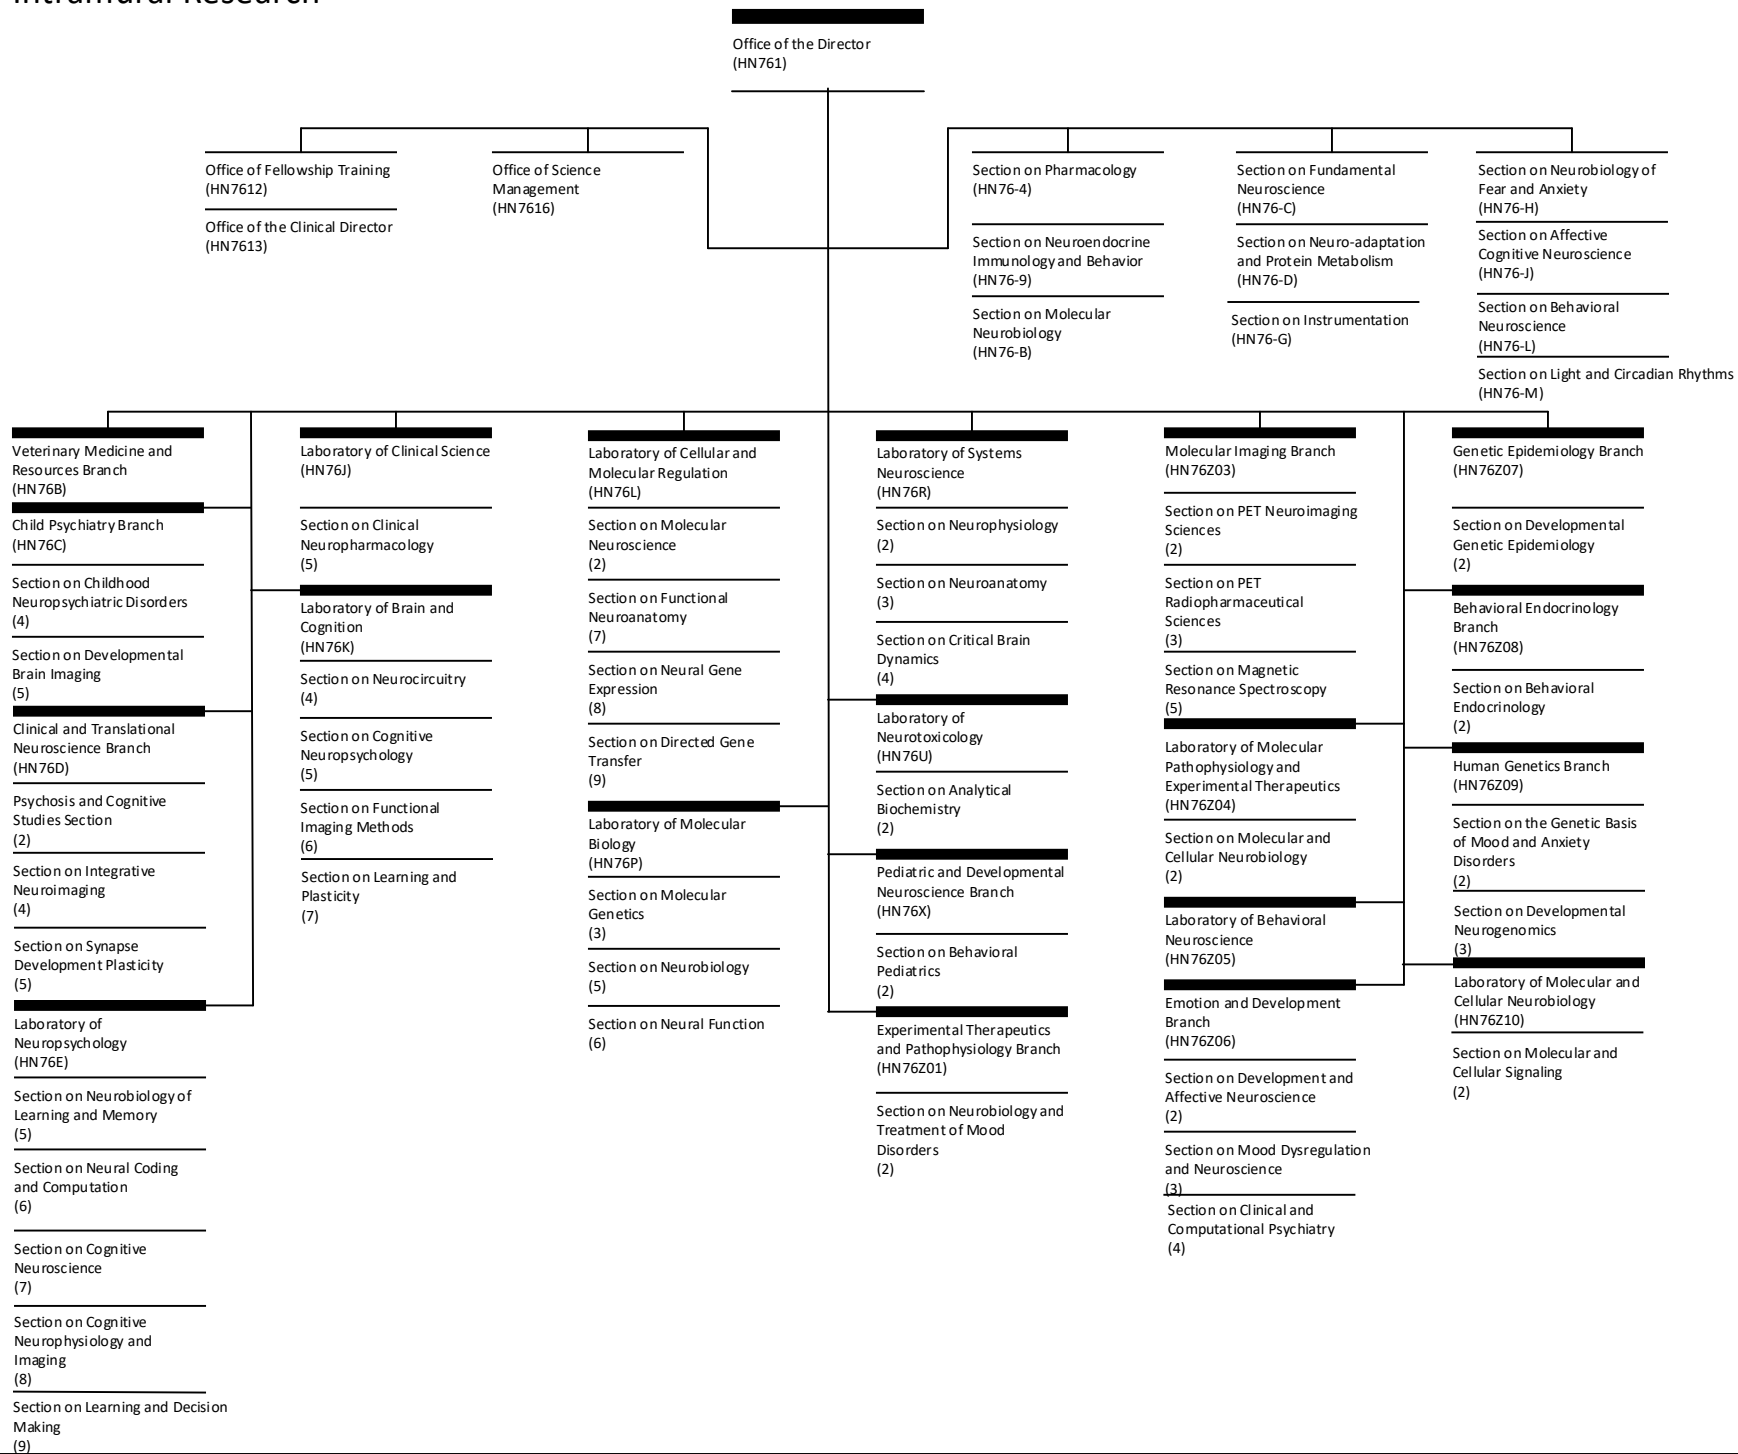 Intramural Research
Office of the Director
(HN761)
Office of Fellowship Training
(HN7612)
Office of the Clinical Director
(HN7613)
Office of Science
Management
(HN7616)
Section on Pharmacology
(HN76-4)
Section on Neuroendocrine
Immunology and Behavior
(HN76-9)
Section on Molecular
Neurobiology
(HN76-B)
Section on Fundamental
Neuroscience
(HN76-C)
Section on Neuro-adaptation
and Protein Metabolism
(HN76-D)
Section on Instrumentation
(HN76-G)
Section on Neurobiology of
Fear and Anxiety
(HN76-H)
Section on Affective
Cognitive Neuroscience
(HN76-J)
Section on Behavioral
Neuroscience
(HN76-L)
Section on Light and Circadian Rhythms
(HN76-M)
Veterinary Medicine and
Resources Branch
(HN76B)
Child Psychiatry Branch
(HN76C)
Section on Childhood
Neuropsychiatric Disorders
(4)
Section on Developmental
Brain Imaging
(5)
Clinical and Translational
Neuroscience Branch
(HN76D)
Psychosis and Cognitive
Studies Section
(2)
Section on Integrative
Neuroimaging
(4)
Section on Synapse
Development Plasticity
(5)
Laboratory of
Neuropsychology
(HN76E)
Section on Neurobiology of
Learning and Memory
(5)
Section on Neural Coding
and Computation
(6)
Section on Cognitive
Neuroscience
(7)
Section on Cognitive
Neurophysiology and
Imaging
(8)
Section on Learning and Decision
Making
(9)
Laboratory of Clinical Science
(HN76J)
Section on Clinical
Neuropharmacology
(5)
Laboratory of Brain and
Cognition
(HN76K)
Section on Neurocircuitry
(4)
Section on Cognitive
Neuropsychology
(5)
Section on Functional
Imaging Methods
(6)
Section on Learning and
Plasticity
(7)
Laboratory of Cellular and
Molecular Regulation
(HN76L)
Section on Molecular
Neuroscience
(2)
Section on Functional
Neuroanatomy
(7)
Section on Neural Gene
Expression
(8)
Section on Directed Gene
Transfer
(9)
Laboratory of Molecular
Biology
(HN76P)
Section on Molecular
Genetics
(3)
Section on Neurobiology
(5)
Section on Neural Function
(6)
Laboratory of Systems
Neuroscience
(HN76R)
Section on Neurophysiology
(2)
Section on Neuroanatomy
(3)
Section on Critical Brain
Dynamics
(4)
Laboratory of
Neurotoxicology
(HN76U)
Section on Analytical
Biochemistry
(2)
Pediatric and Developmental
Neuroscience Branch
(HN76X)
Section on Behavioral
Pediatrics
(2)
Experimental Therapeutics
and Pathophysiology Branch
(HN76Z01)
Section on Neurobiology and
Treatment of Mood
Disorders
(2)
Molecular Imaging Branch
(HN76Z03)
Section on PET Neuroimaging
Sciences
(2)
Section on PET
Radiopharmaceutical
Sciences
(3)
Section on Magnetic
Resonance Spectroscopy
(5)
Laboratory of Molecular
Pathophysiology and
Experimental Therapeutics
(HN76Z04)
Section on Molecular and
Cellular Neurobiology
(2)
Laboratory of Behavioral
Neuroscience
(HN76Z05)
Emotion and Development
Branch
(HN76Z06)
Section on Development and
Affective Neuroscience
(2)
Section on Mood Dysregulation
and Neuroscience
(3)
Section on Clinical and
Computational Psychiatry
(4)
Genetic Epidemiology Branch
(HN76Z07)
Section on Developmental
Genetic Epidemiology
(2)
Behavioral Endocrinology
Branch
(HN76Z08)
Section on Behavioral
Endocrinology
(2)
Human Genetics Branch
(HN76Z09)
Section on the Genetic Basis
of Mood and Anxiety
Disorders
(2)
Section on Developmental
Neurogenomics
(3)
Laboratory of Molecular and
Cellular Neurobiology
(HN76Z10)
Section on Molecular and
Cellular Signaling
(2)